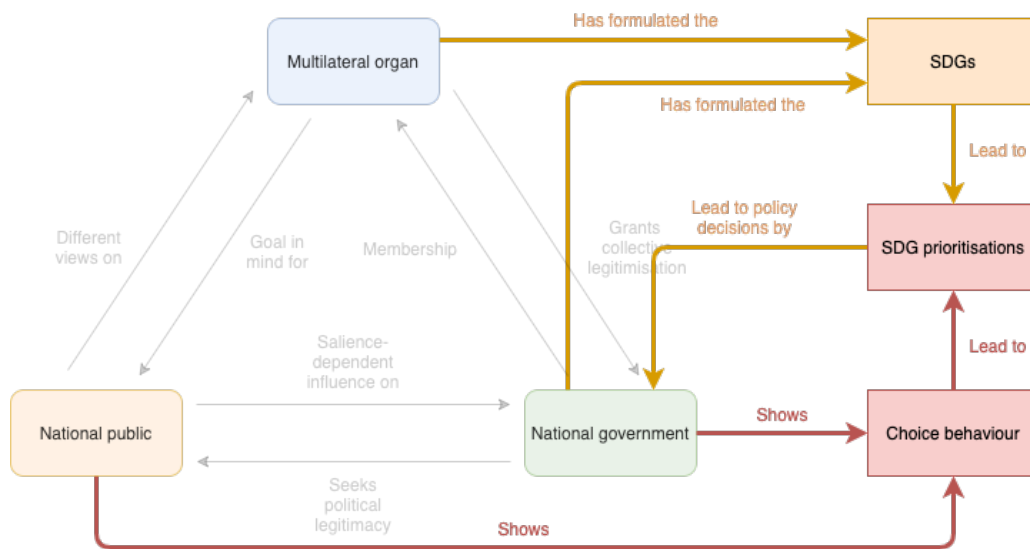 Has formulated the
Multilateral organ
SDGs
Has formulated the
Lead to
Lead to policy
decisions by
Different
views on
Goal in
mind for
Membership
Grants
collective
legitimisation
SDG prioritisations
Salience-
dependent
influence on
Lead to
National public
National government
Shows
Choice behaviour
Seeks
political
legitimacy
Shows